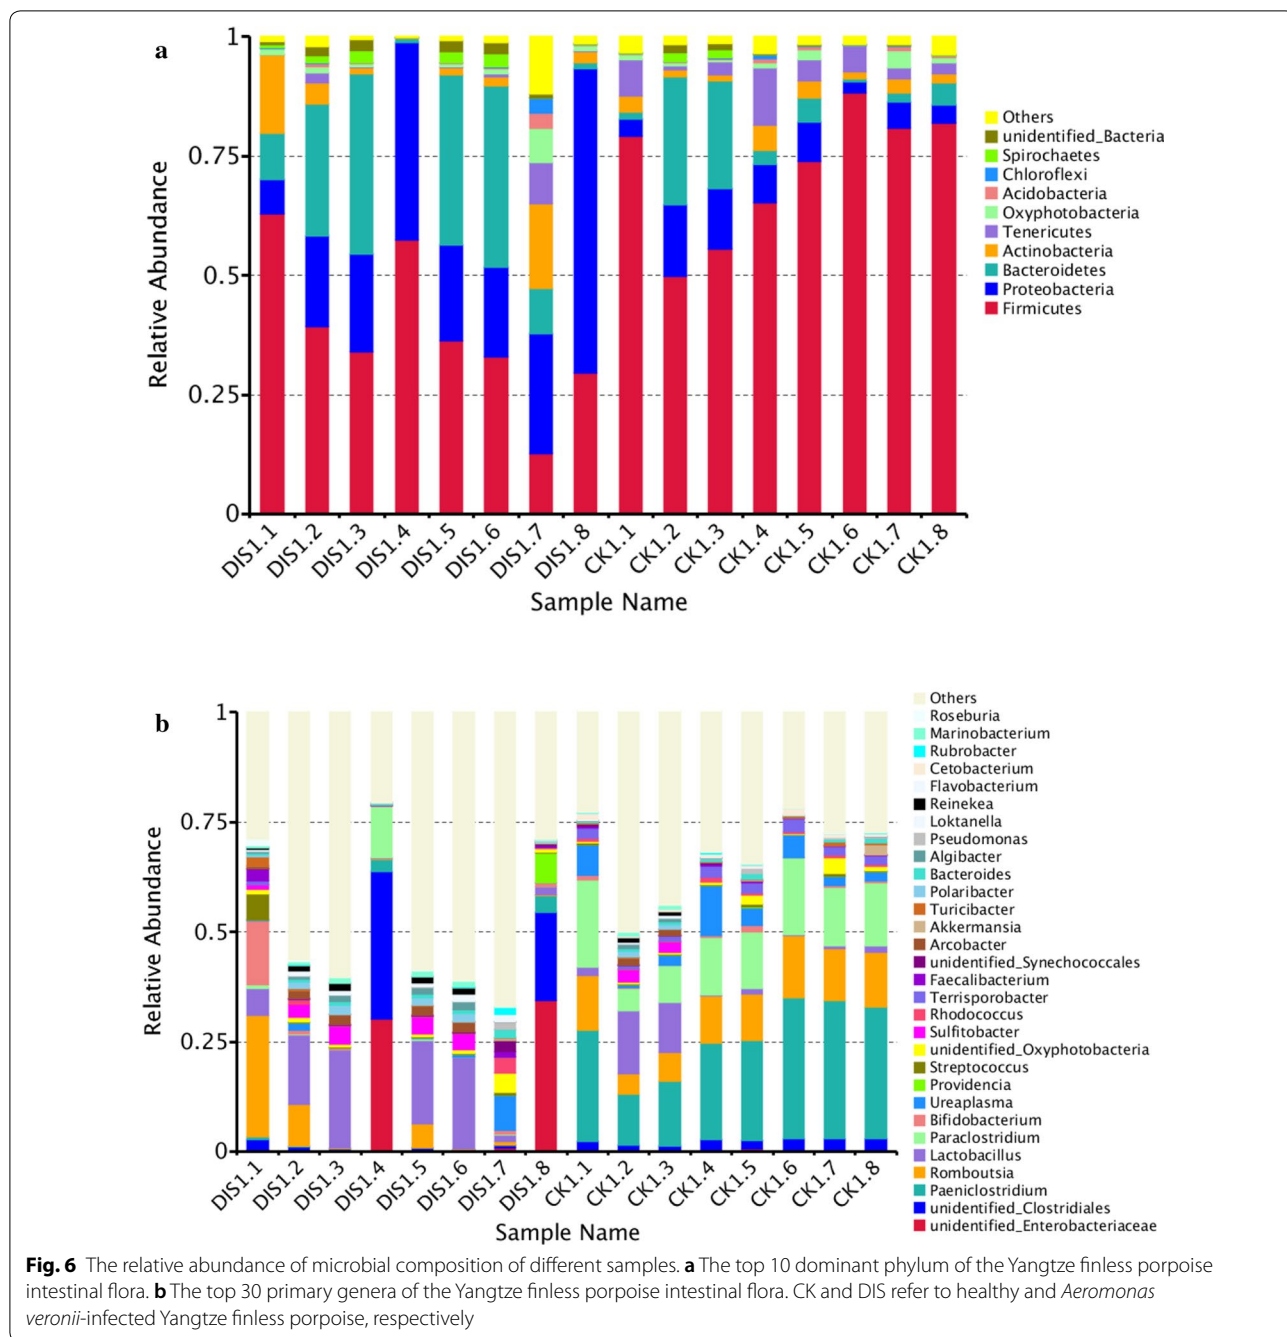 a
1
0.75
0.5
0.25
0
Relative Abundance
DIS1.1 DIS1.2 DIS1.3 DIS1.4 DIS1.5 DIS1.6 DIS1.7 DIS1.8 CK1.1 CK1.2 CK1.3 CK1.4 CK1.5 CK1.6 CK1.7 CK1.8
Sample Name
Others
unidentified_Bacteria
Spirochaetes
Chloroflexi
Acidobacteria
Oxyphotobacteria
Tenericutes
Actinobacteria
Bacteroidetes
Proteobacteria
Firmicutes
b
1
0.75
0.5
0.25
0
Relative Abundance
DIS1.1 DIS1.2 DIS1.3 DIS1.4 DIS1.5 DIS1.6 DIS1.7 DIS1.8 CK1.1 CK1.2 CK1.3 CK1.4 CK1.5 CK1.6 CK1.7 CK1.8
Sample Name
Others
Roseburia
Marinobacterium
Rubrobacter
Cetobacterium
Flavobacterium
Reinekea
Loktanella
Pseudomonas
Algibacter
Bacteroides
Polaribacter
Turicibacter
Akkermansia
Arcobacter
unidentified_Synechococcales
Faecalibacterium
Terrisporobacter
Rhodococcus
Sulfitobacter
unidentified_Oxyphotobacteria
Streptococcus
Providencia
Ureaplasma
Bifidobacterium
Paraclostridium
Lactobacillus
Romboutsia
Paeniclostridium
unidentified_Clostridiales
unidentified_Enterobacteriaceae
Fig. 6 The relative abundance of microbial composition of different samples. a The top 10 dominant phylum of the Yangtze finless porpoise
intestinal flora. b The top 30 primary genera of the Yangtze finless porpoise intestinal flora. CK and DIS refer to healthy and Aeromonas
veronii-infected Yangtze finless porpoise, respectively